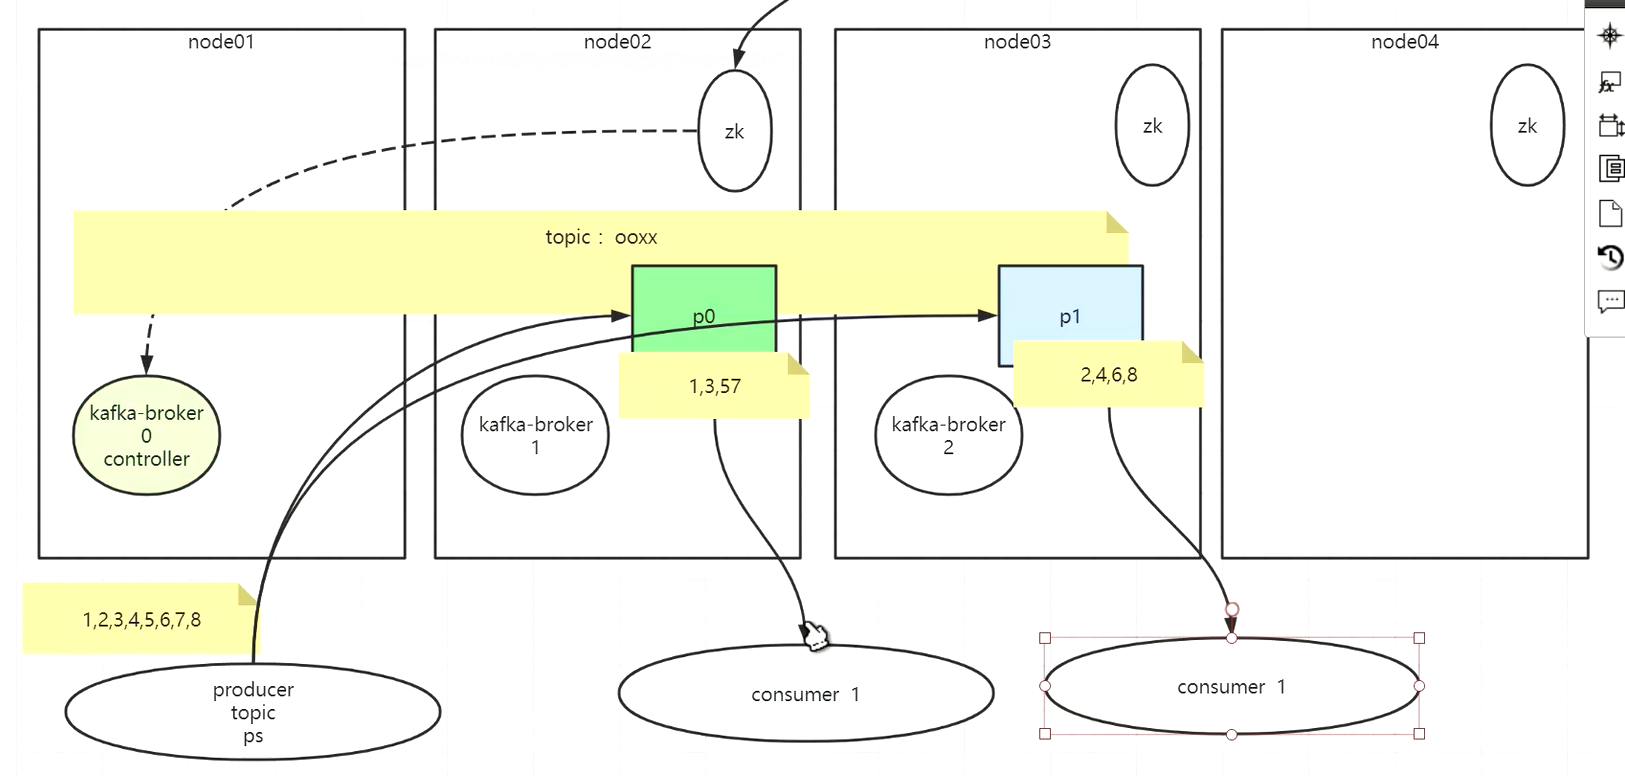 node01
node02
node03
node04
zk
zk
zk
topic： ooxx
p0
p1
1,3,57
2,4,6,8
kafka-broker
0
controller
kafka-broker
1
kafka-broker
2
1,2,3,4,5,6,7,8
producer
topic
ps
consumer 1
consumer 1